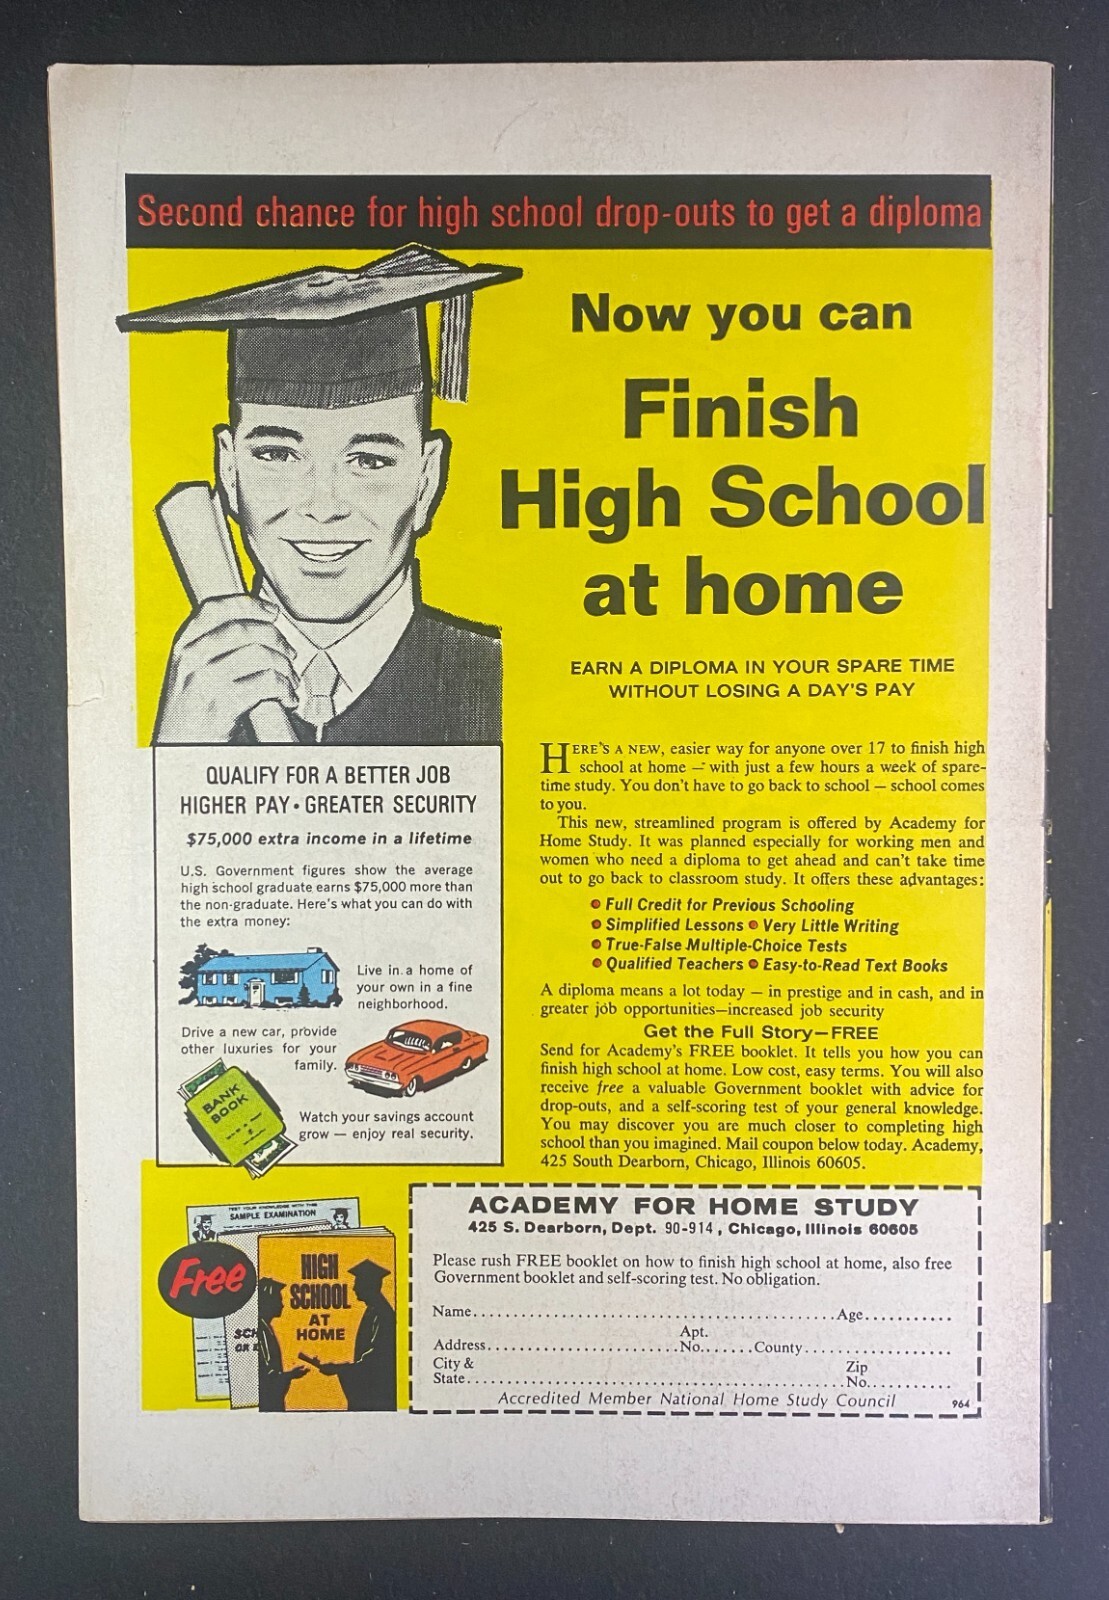 Second chance for high school drop-outs to get a diploma
Now you can
Finish
High School
at home
EARN A DIPLOMA IN YOUR SPARE TIME
WITHOUT LOSING A DAY'S PAY
QUALIFY FOR A BETTER JOB
HIGHER PAY • GREATER SECURITY
$75,000 extra income in a lifetime
U.S. Government figures show the average
high school graduate earns $75,000 more than
the non-graduate. Here's what you can do with
the extra money:
Live in a home of
your own in a fine
neighborhood.
Drive a new car, provide
other luxuries for your
family.
BANK
BOOK
Watch your savings account
grow — enjoy real security.
HERE'S A NEW, easier way for anyone over 17 to finish high
school at home — with just a few hours a week of spare-
time study. You don't have to go back to school — school comes
to you.
This new, streamlined program is offered by Academy for
Home Study. It was planned especially for working men and
women who need a diploma to get ahead and can't take time
out to go back to classroom study. It offers these advantages:
• Full Credit for Previous Schooling
• Simplified Lessons • Very Little Writing
• True-False Multiple-Choice Tests
• Qualified Teachers • Easy-to-Read Text Books
A diploma means a lot today — in prestige and in cash, and in
greater job opportunities—increased job security
Get the Full Story—FREE
Send for Academy's FREE booklet. It tells you how you can
finish high school at home. Low cost, easy terms. You will also
receive free a valuable Government booklet with advice for
drop-outs, and a self-scoring test of your general knowledge.
You may discover you are much closer to completing high
school than you imagined. Mail coupon below today. Academy,
425 South Dearborn, Chicago, Illinois 60605.
TEST YOUR KNOWLEDGE WITH THIS
SAMPLE EXAMINATION
Free
SCH
OR
HIGH
SCHOOL
AT
HOME
ACADEMY FOR HOME STUDY
425 S. Dearborn, Dept. 90-914, Chicago, Illinois 60605
Please rush FREE booklet on how to finish high school at home, also free
Government booklet and self-scoring test. No obligation.
Name..................................................Age............
Address..........................Apt. No.......County....................
City & State..................................................Zip No............
Accredited Member National Home Study Council 964